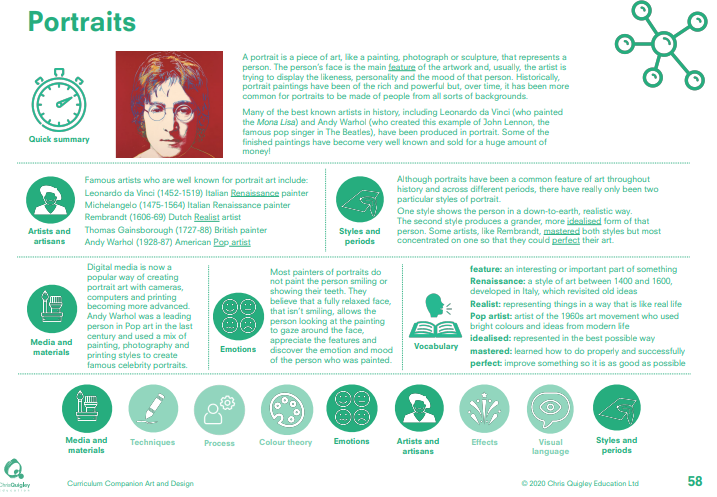 Portraits
Quick summary
A portrait is a piece of art, like a painting, photograph or sculpture, that represents a
person. The person's face is the main feature of the artwork and, usually, the artist is
trying to display the likeness, personality and the mood of that person. Historically,
portrait paintings have been of the rich and powerful but, over time, it has been more
common for portraits to be made of people from all sorts of backgrounds.
Many of the best known artists in history, including Leonardo da Vinci (who painted
the Mona Lisa) and Andy Warhol (who created this example of John Lennon, the
famous pop singer in The Beatles), have been produced in portrait. Some of the
finished paintings have become very well known and sold for a huge amount of
money!
Artists and
artisans
Famous artists who are well known for portrait art include:
Leonardo da Vinci (1452-1519) Italian Renaissance painter
Michelangelo (1475-1564) Italian Renaissance painter
Rembrandt (1606-69) Dutch Realist artist
Thomas Gainsborough (1727-88) British painter
Andy Warhol (1928-87) American Pop artist
Styles and
periods
Although portraits have been a common feature of art throughout
history and across different periods, there have really only been two
particular styles of portrait.
One style shows the person in a down-to-earth, realistic way.
The second style produces a grander, more idealised form of that
person. Some artists, like Rembrandt, mastered both styles but most
concentrated on one so that they could perfect their art.
Media and
materials
Digital media is now a
popular way of creating
portrait art with cameras,
computers and printing
becoming more advanced.
Andy Warhol was a leading
person in Pop art in the last
century and used a mix of
painting, photography and
printing styles to create
famous celebrity portraits.
Emotions
Most painters of portraits do
not paint the person smiling or
showing their teeth. They
believe that a fully relaxed face,
that isn't smiling, allows the
person looking at the painting
to gaze around the face,
appreciate the features and
discover the emotion and mood
of the person who was painted.
Vocabulary
feature: an interesting or important part of something
Renaissance: a style of art between 1400 and 1600,
developed in Italy, which revisited old ideas
Realist: representing things in a way that is like real life
Pop artist: artist of the 1960s art movement who used
bright colours and ideas from modern life
idealised: represented in the best possible way
mastered: learned how to do properly and successfully
perfect: improve something so it is as good as possible
Media and
materials
Techniques
Process
Colour theory
Emotions
Artists and
artisans
Effects
Visual
language
Styles and
periods
ChrisQuigley
Curriculum Companion Art and Design
© 2020 Chris Quigley Education Ltd
58